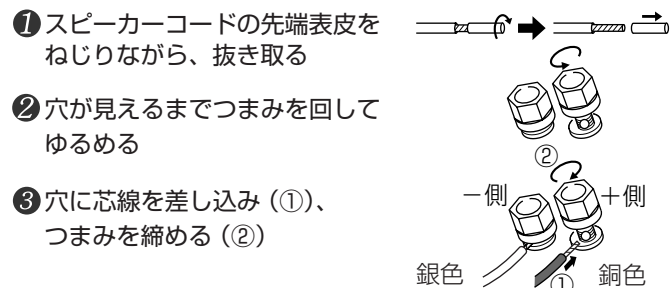 ❶スピーカーコードの先端表皮を
ねじりながら、抜き取る
❷穴が見えるまでつまみを回して
ゆるめる
❸穴に芯線を差し込み（①）、
つまみを締める（②）
②
－側
＋側
銀色
①
銅色